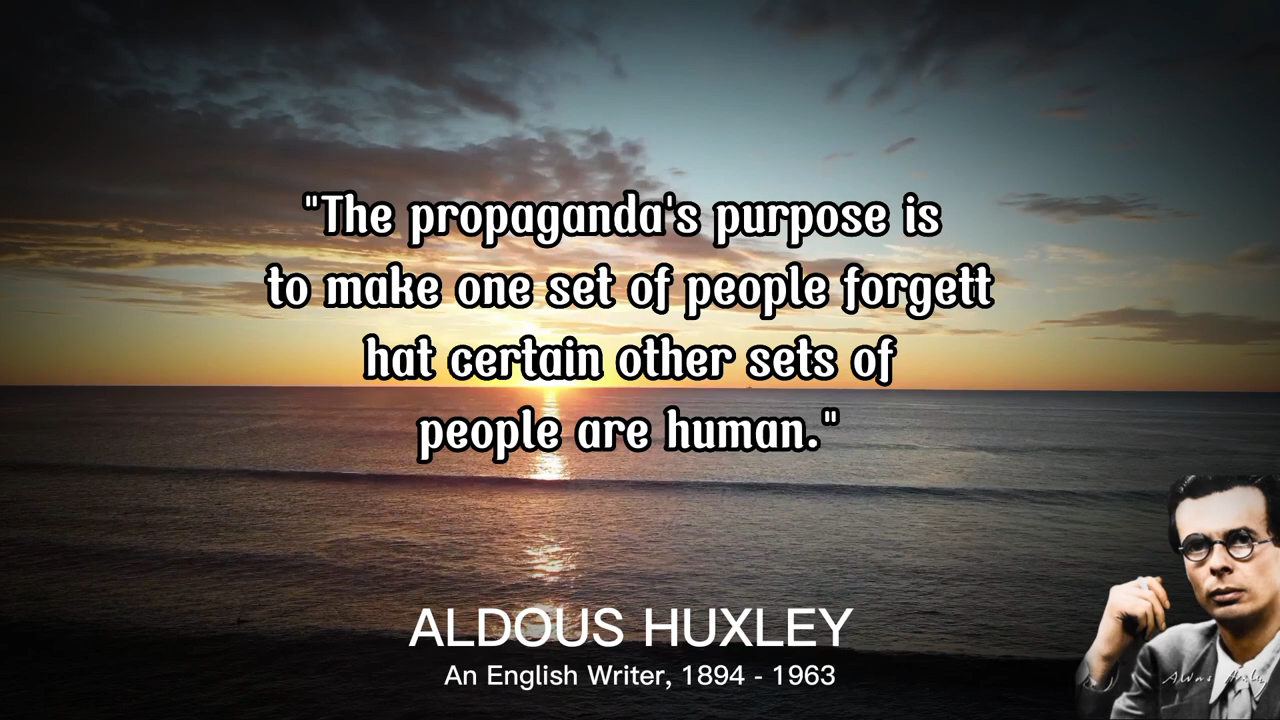 "The propaganda's purpose is
to make one set of people forgett
hat certain other sets of
people are human."
ALDOUS HUXLEY
An English Writer, 1894 - 1963